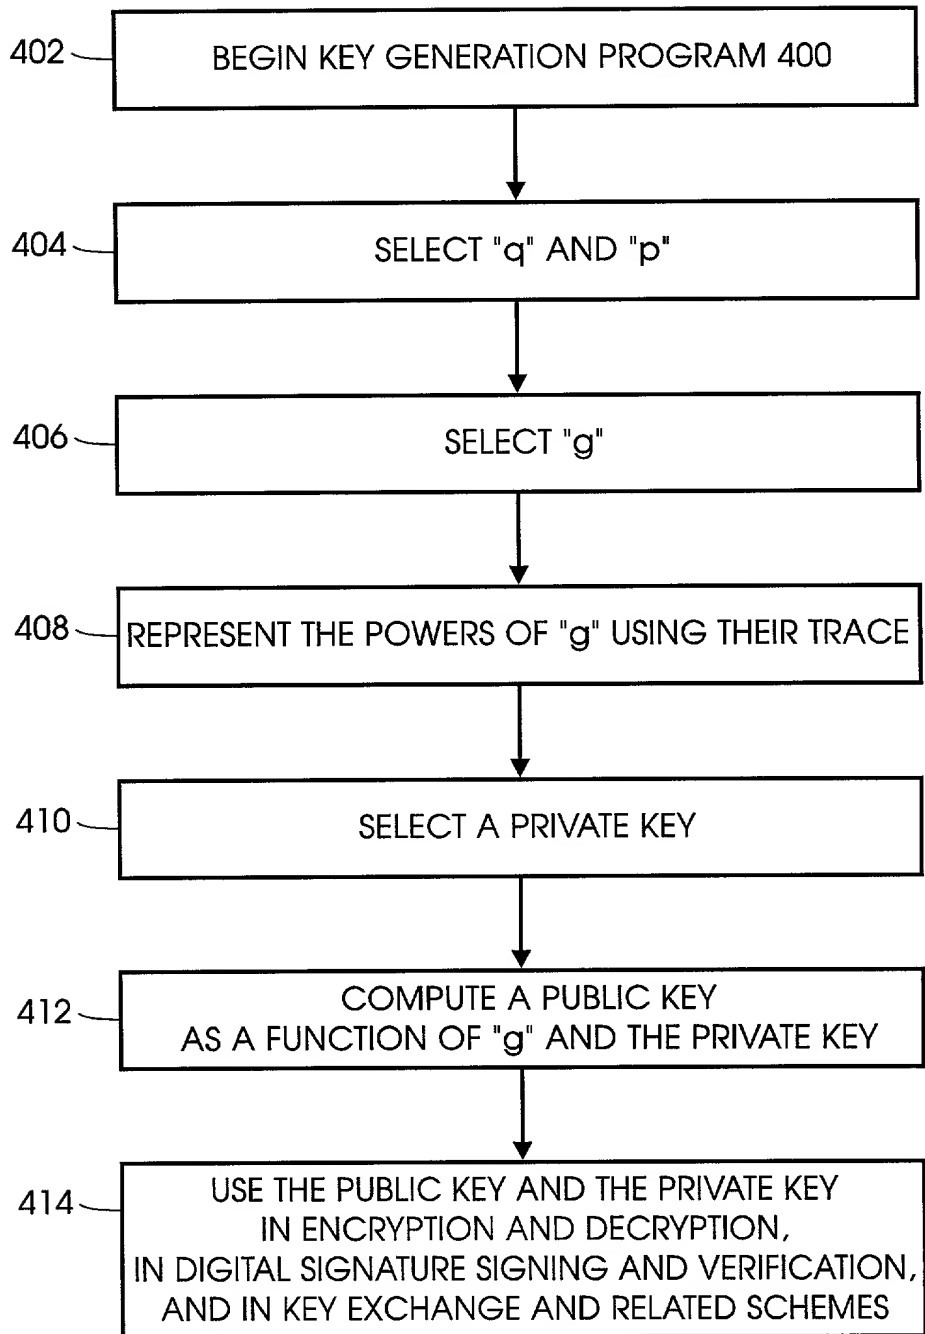 402
BEGIN KEY GENERATION PROGRAM 400
404
SELECT "q" AND "p"
406
SELECT "g"
408
REPRESENT THE POWERS OF "g" USING THEIR TRACE
410
SELECT A PRIVATE KEY
412
COMPUTE A PUBLIC KEY
AS A FUNCTION OF "g" AND THE PRIVATE KEY
414
USE THE PUBLIC KEY AND THE PRIVATE KEY
IN ENCRYPTION AND DECRYPTION,
IN DIGITAL SIGNATURE SIGNING AND VERIFICATION,
AND IN KEY EXCHANGE AND RELATED SCHEMES